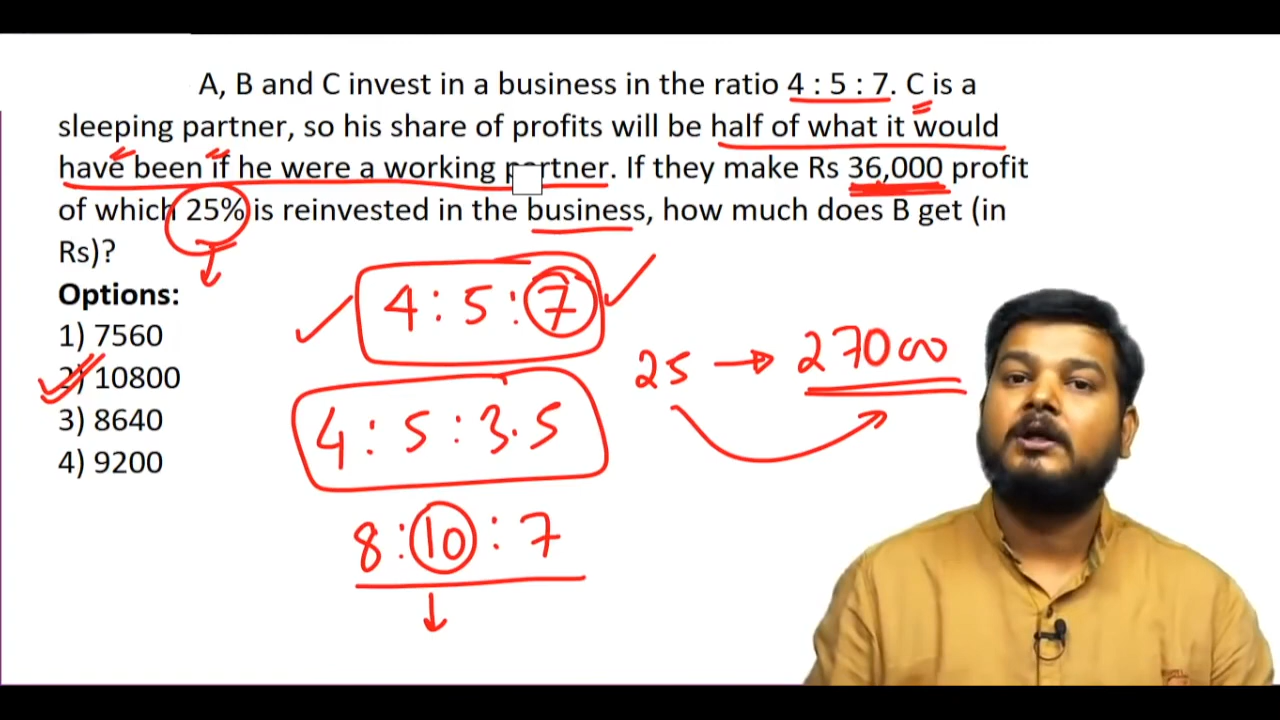 A, B and C invest in a business in the ratio 4 : 5 : 7. C is a
sleeping partner, so his share of profits will be half of what it would
have been if he were a working partner. If they make Rs 36,000 profit
of which 25% is reinvested in the business, how much does B get (in
Rs)?
Options:
1) 7560
2) 10800
3) 8640
4) 9200
4 : 5 : 7
25 → 27000
4 : 5 : 3.5
8 : 10 : 7